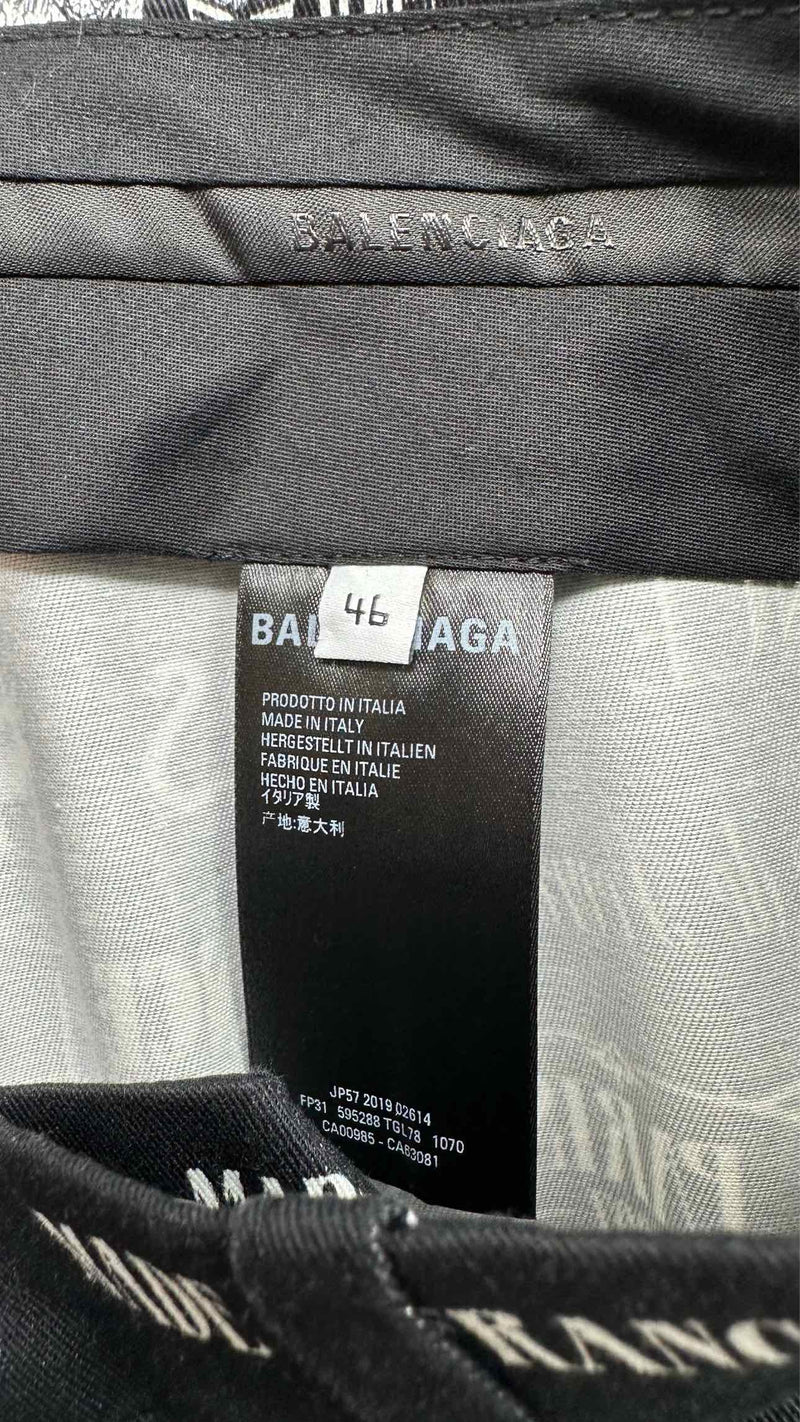 BALENCIAGA
46
PRODOTTO IN ITALIA
MADE IN ITALY
HERGESTELLT IN ITALIEN
FABRIQUE EN ITALIE
HECHO EN ITALIA
イタリア製
产地:意大利
JP57 2019 02614
FP31 595288 TGL78 1070
CA00985 - CA63081